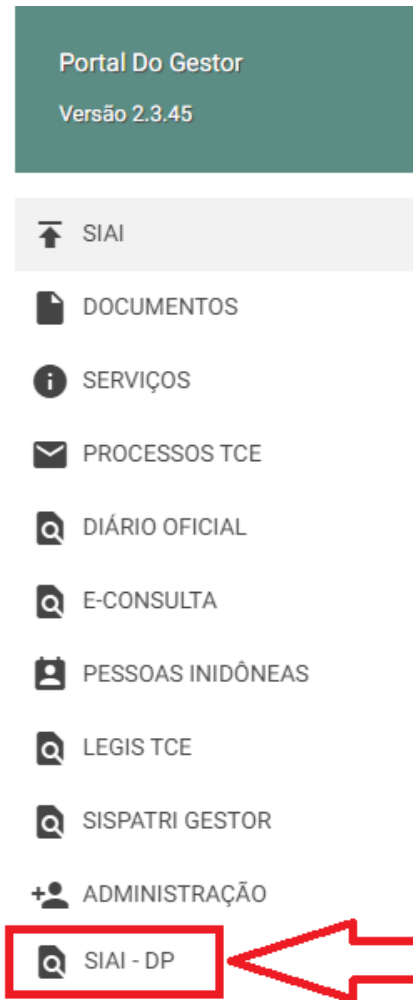 Portal Do Gestor
Versão 2.3.45
SIAI
DOCUMENTOS
SERVIÇOS
PROCESSOS TCE
DIÁRIO OFICIAL
E-CONSULTA
PESSOAS INIDÔNEAS
LEGIS TCE
SISPATRI GESTOR
ADMINISTRAÇÃO
SIAI - DP